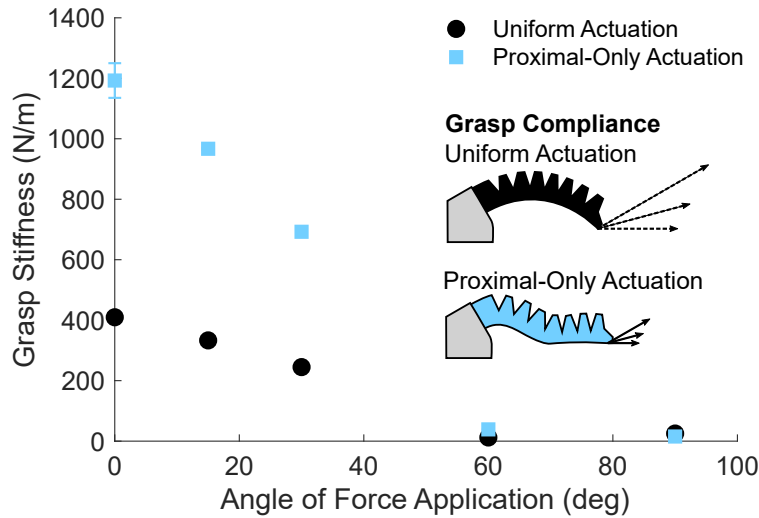 Uniform Actuation
Proximal-Only Actuation
Grasp Compliance
Uniform Actuation
Proximal-Only Actuation
Grasp Stiffness (N/m)
1400
1200
1000
800
600
400
200
0
0 20 40 60 80 100
Angle of Force Application (deg)